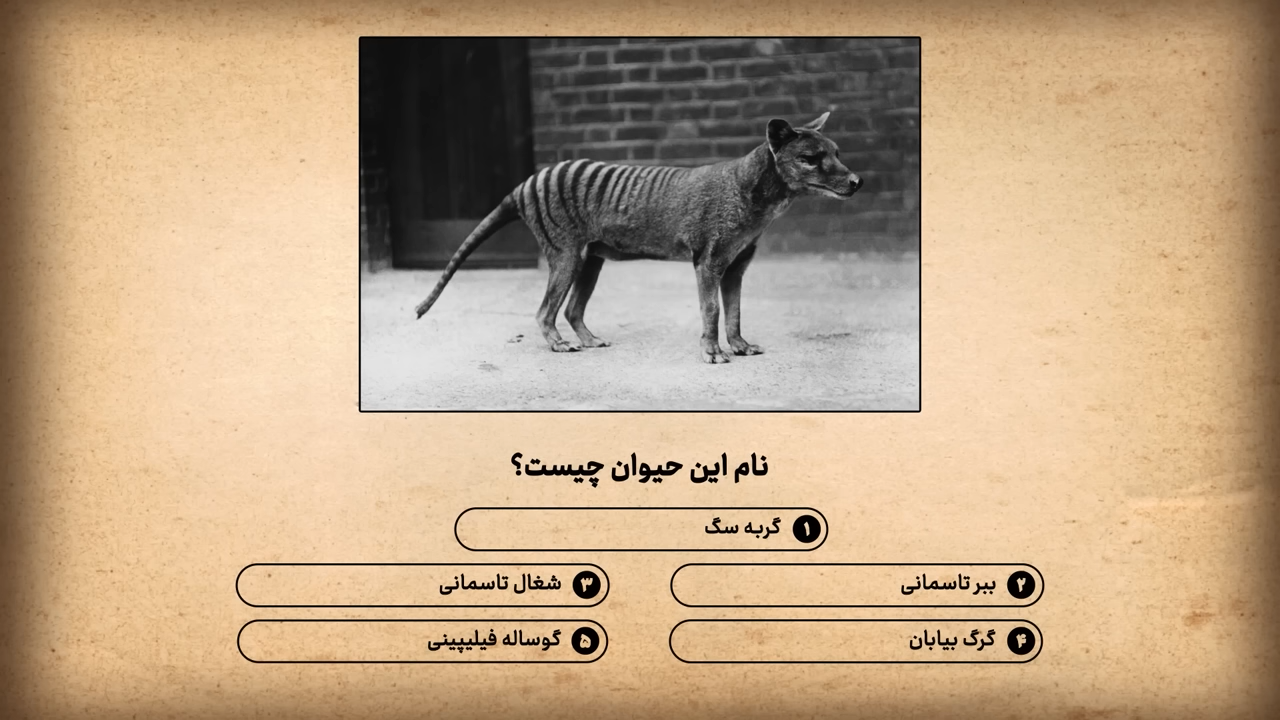 نام این حیوان چیست؟
۱ گربه سگ
۲ ببر تاسمانی
۳ شغال تاسمانی
۴ گرگ بیابان
۵ گوساله فیلیپینی